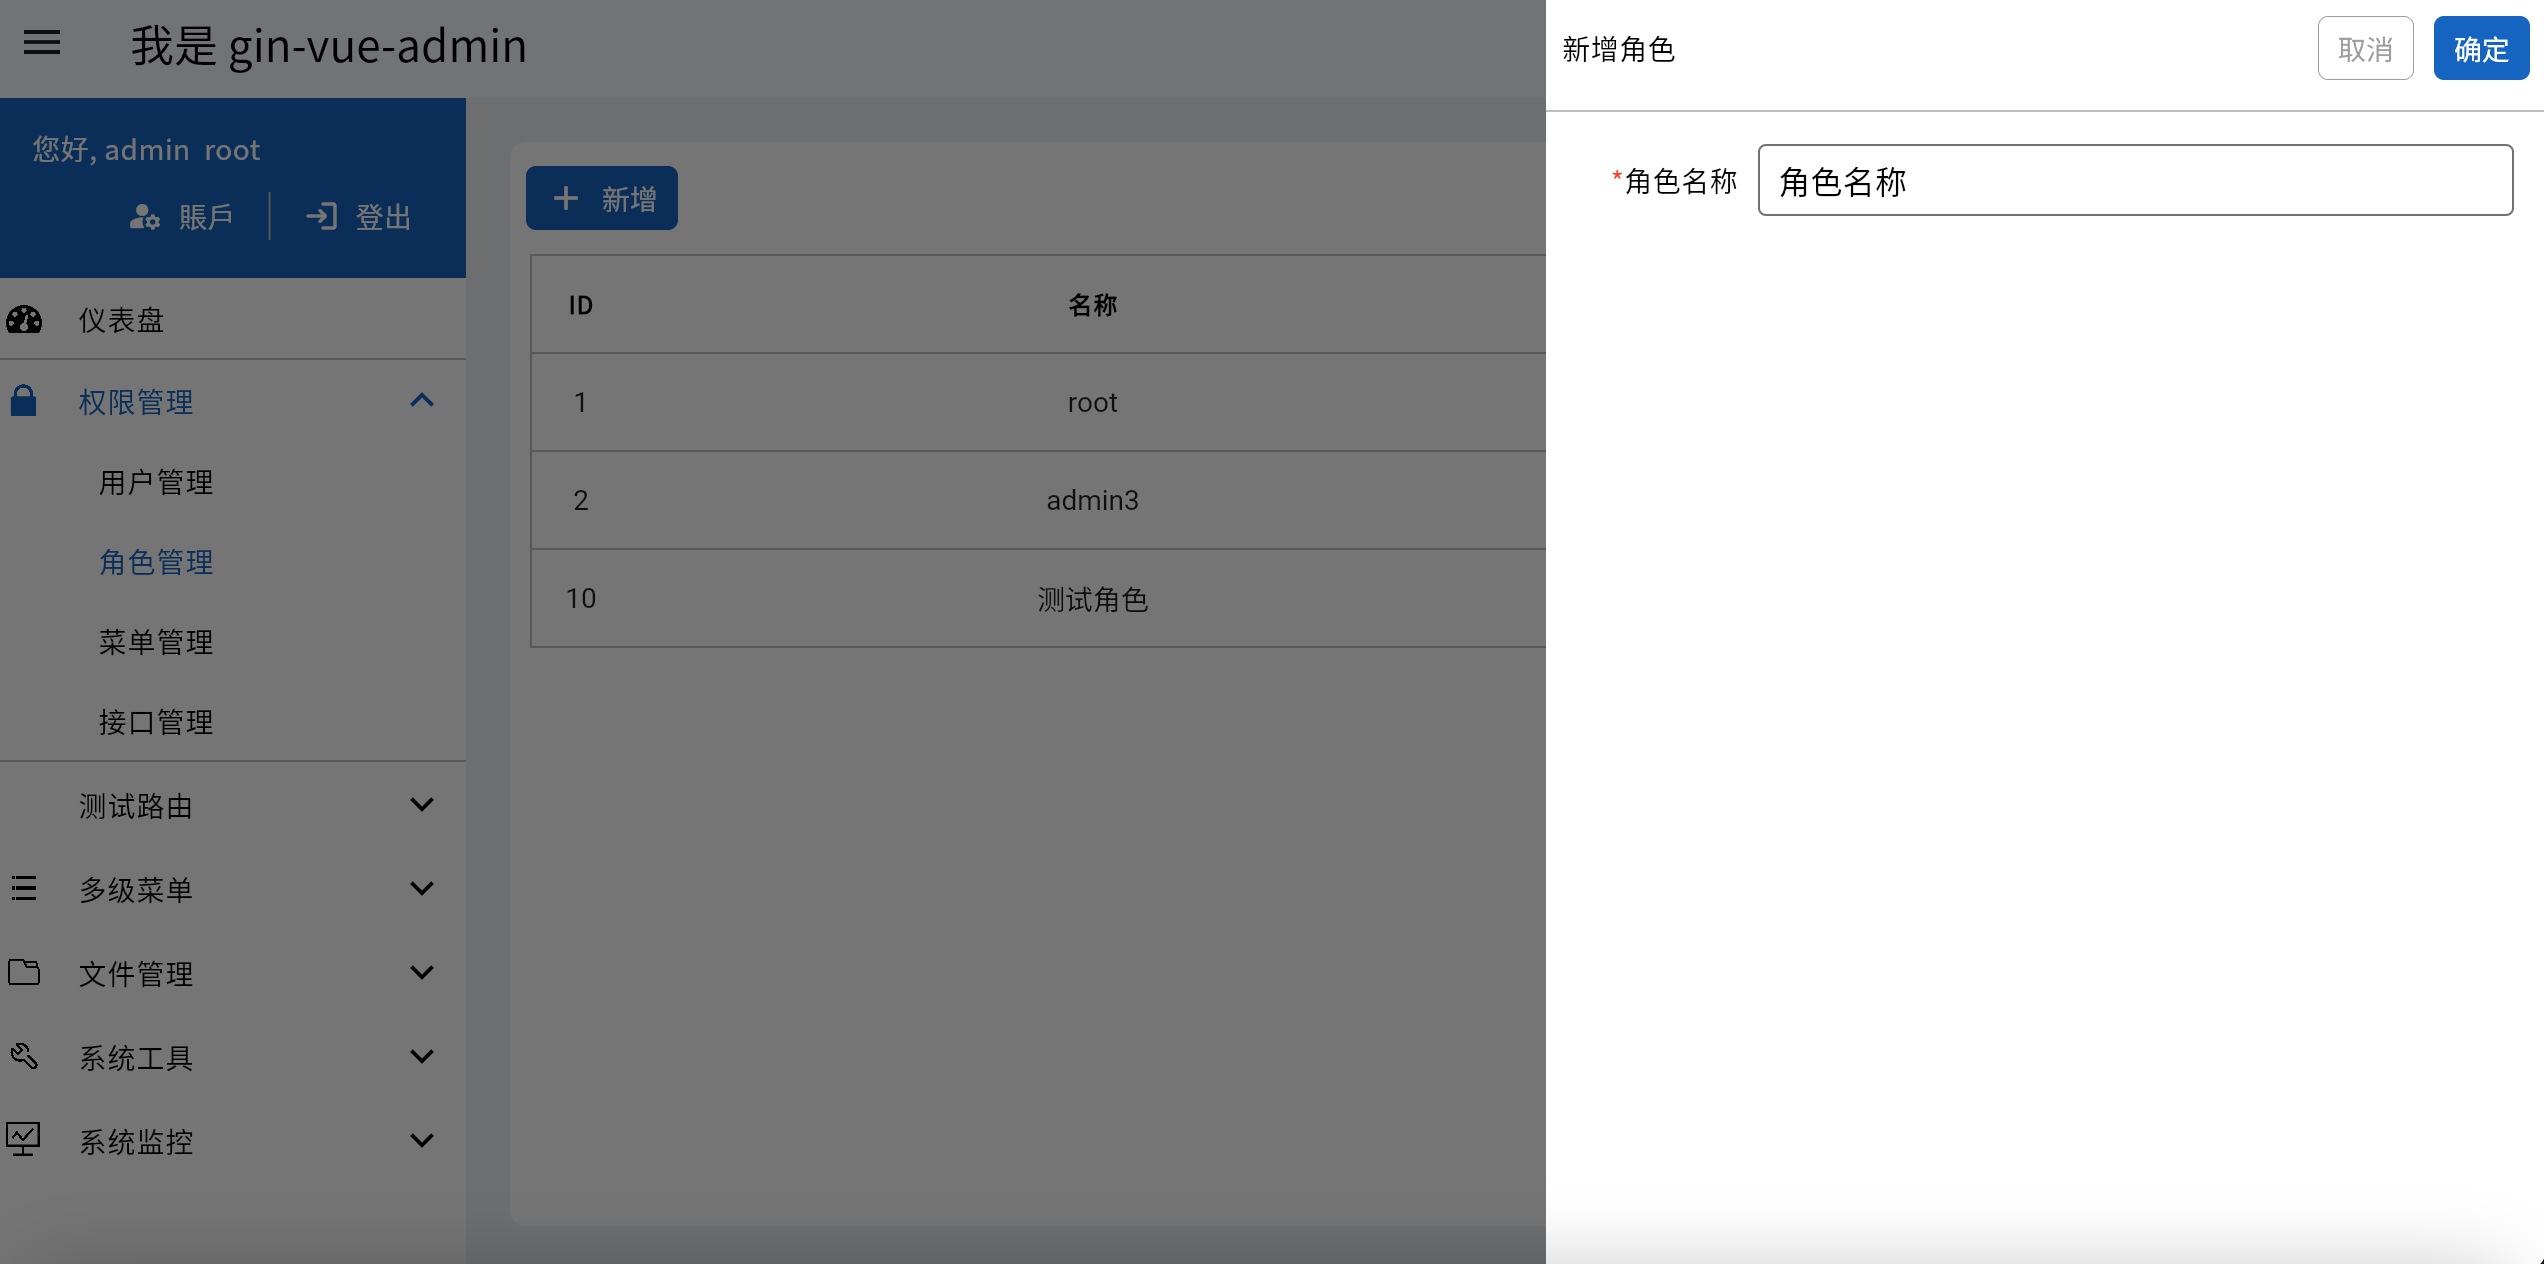 我是 gin-vue-admin
您好, admin root
賬戶
登出
仪表盘
权限管理
用户管理
角色管理
菜单管理
接口管理
测试路由
多级菜单
文件管理
系统工具
系统监控
新增
ID 名称
1 root
2 admin3
10 测试角色
新增角色
取消
确定
*角色名称
角色名称